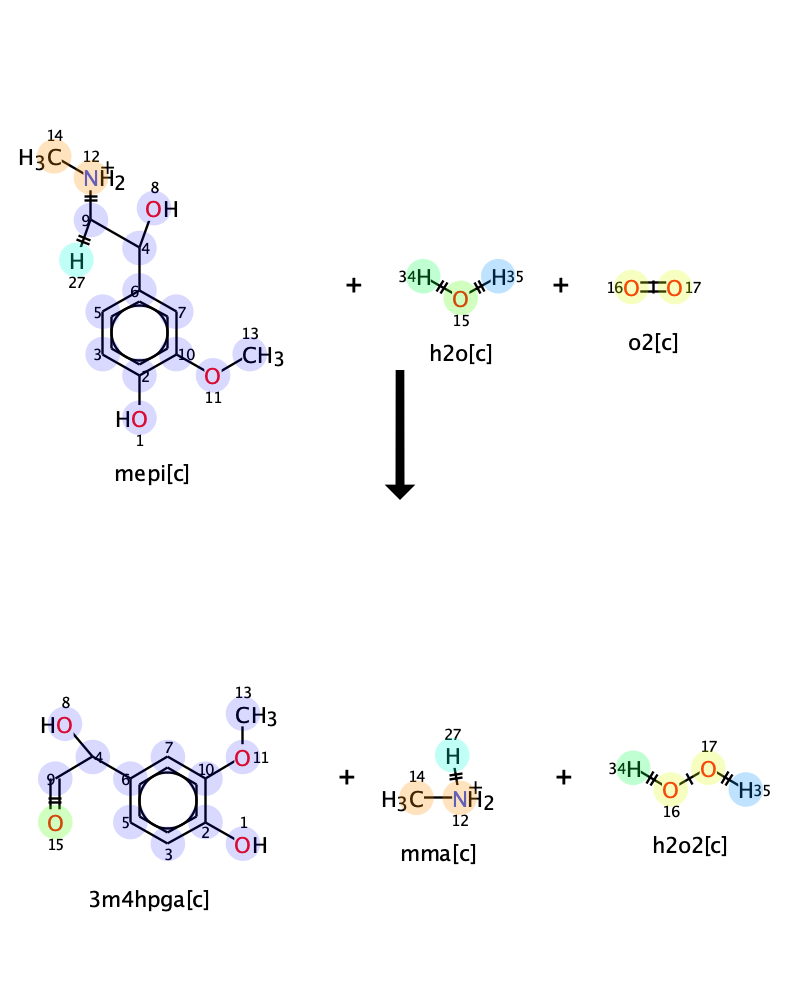 14
H3C 12
NH2+
8
OH
9
4
H
27
6
5 7
3 10 13
CH3
2 O
11
HO
1
mepi[c]
+
34H H35
O
15
h2o[c]
+
16O O17
o2[c]
8
HO
4
9
O
15
7
6 10
5 2
3
13
CH3
O11
1
OH
3m4hpga[c]
+
27
H
14
H3C NH2+
12
mma[c]
+
17
34H O
O H35
16
h2o2[c]